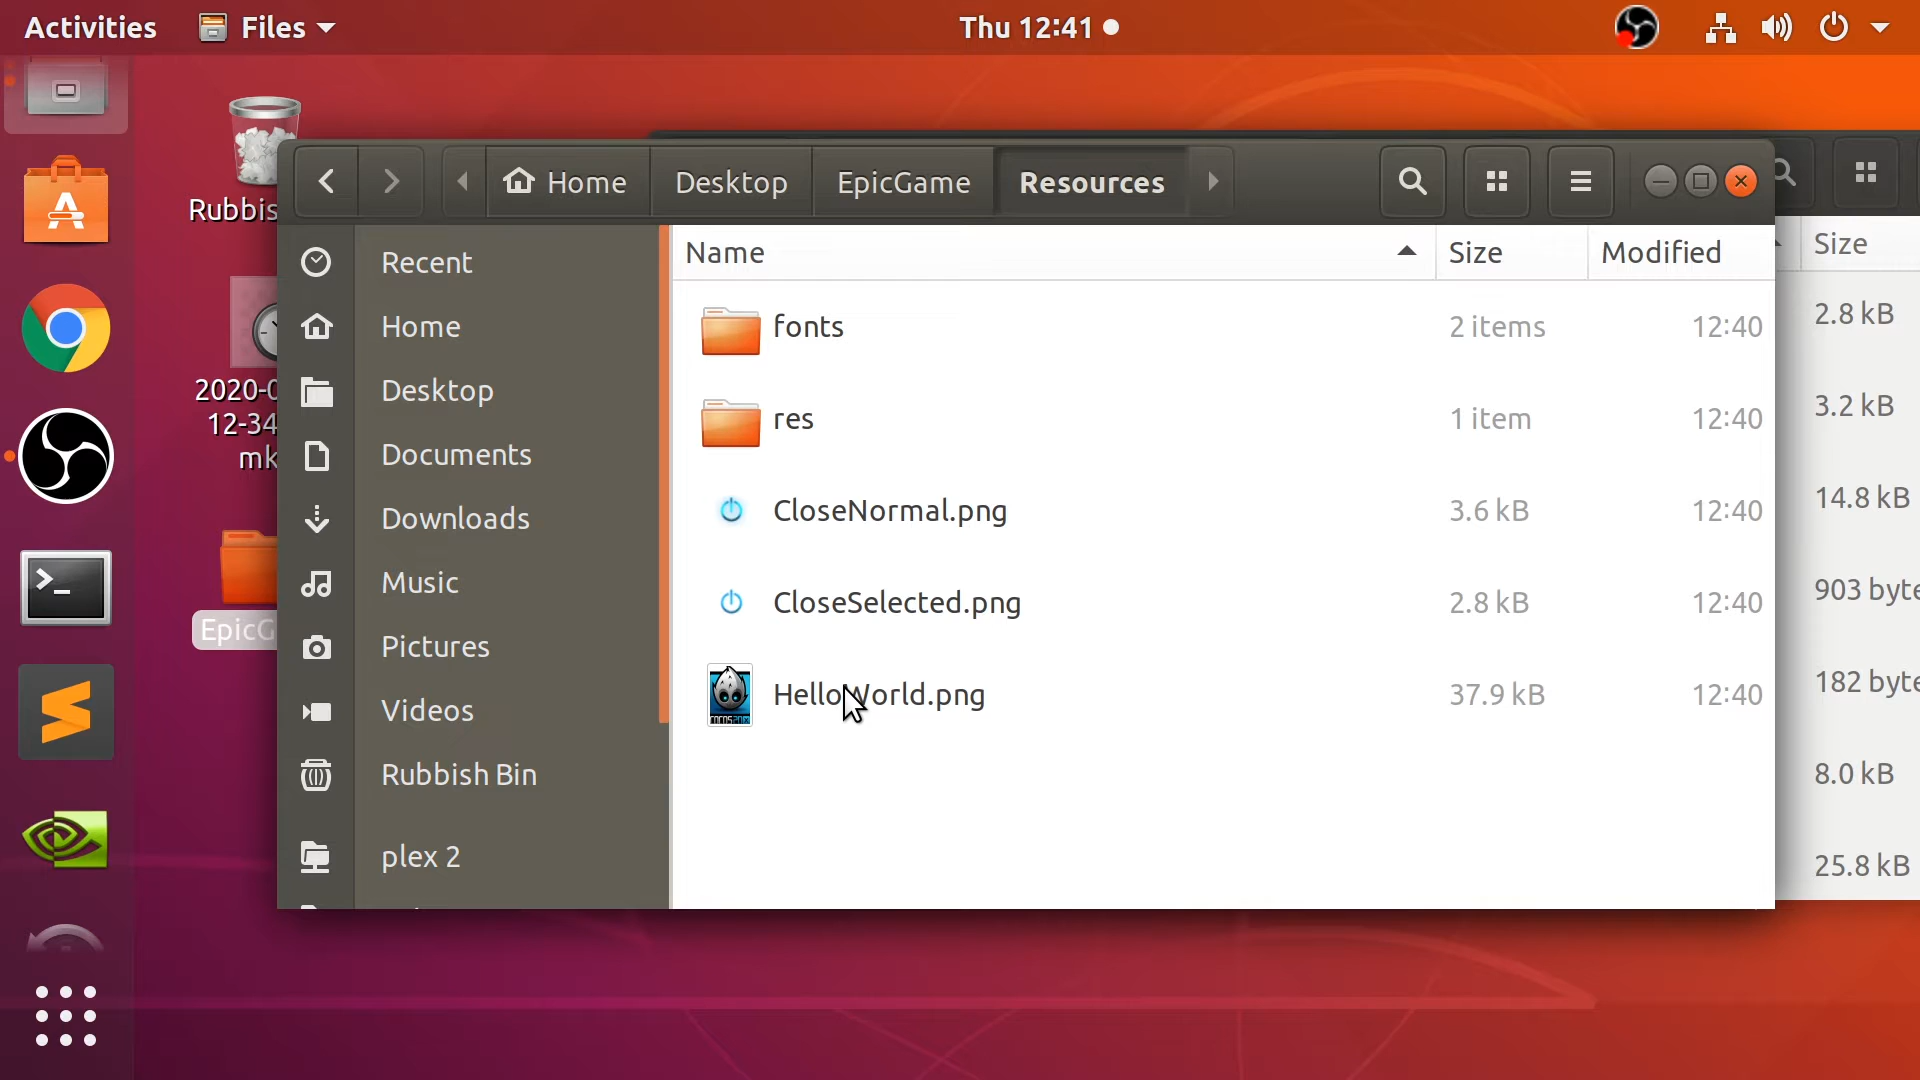 Activities Files Thu 12:41
Rubbis
2020-0
12-34
mk
EpicG
Home Desktop EpicGame Resources
Recent
Home
Desktop
Documents
Downloads
Music
Pictures
Videos
Rubbish Bin
plex 2
Name Size Modified
fonts 2 items 12:40
res 1 item 12:40
CloseNormal.png 3.6 kB 12:40
CloseSelected.png 2.8 kB 12:40
HelloWorld.png 37.9 kB 12:40
Size
2.8 kB
3.2 kB
14.8 kB
903 byte
182 byte
8.0 kB
25.8 kB